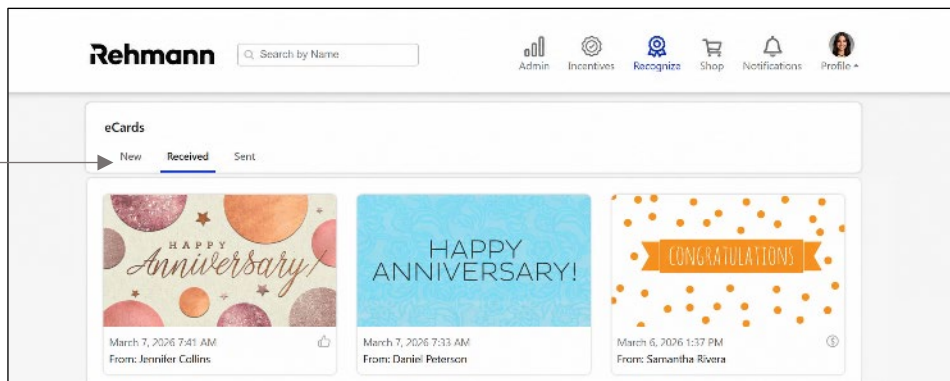 Rehmann
Search by Name
Admin Incentives Recognize Shop Notifications Profile
eCards
New Received Sent
HAPPY
Anniversary!
March 7, 2026 7:41 AM
From: Jennifer Collins
HAPPY
ANNIVERSARY!
March 7, 2026 7:33 AM
From: Daniel Peterson
CONGRATULATIONS
March 6, 2026 1:37 PM
From: Samantha Rivera